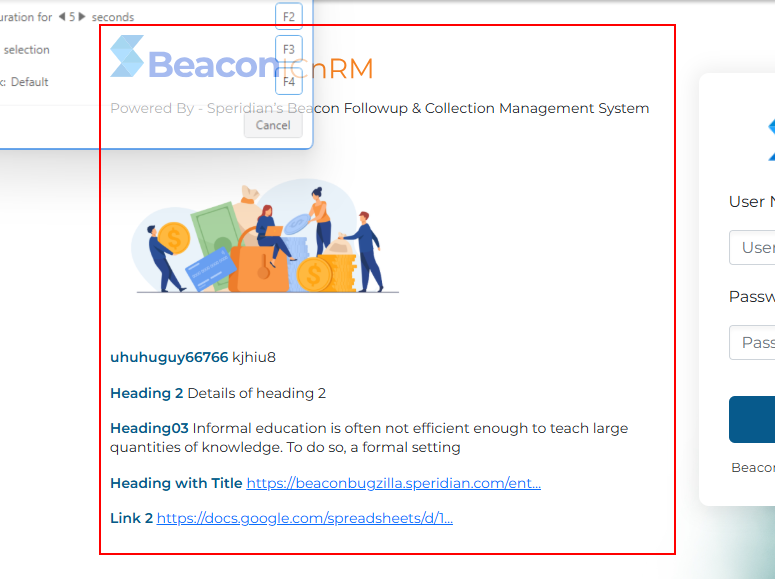 uration for 5 seconds F2
selection F3
Default F4
Cancel
Beacon
nRM
Powered By - Speridian's Beacon Followup & Collection Management System
uhuhuguy66766 kjhiu8
Heading 2 Details of heading 2
Heading03 Informal education is often not efficient enough to teach large
quantities of knowledge. To do so, a formal setting
Heading with Title https://beaconbugzilla.speridian.com/ent...
Link 2 https://docs.google.com/spreadsheets/d/1...
User N
User
Passw
Pass
Beacon